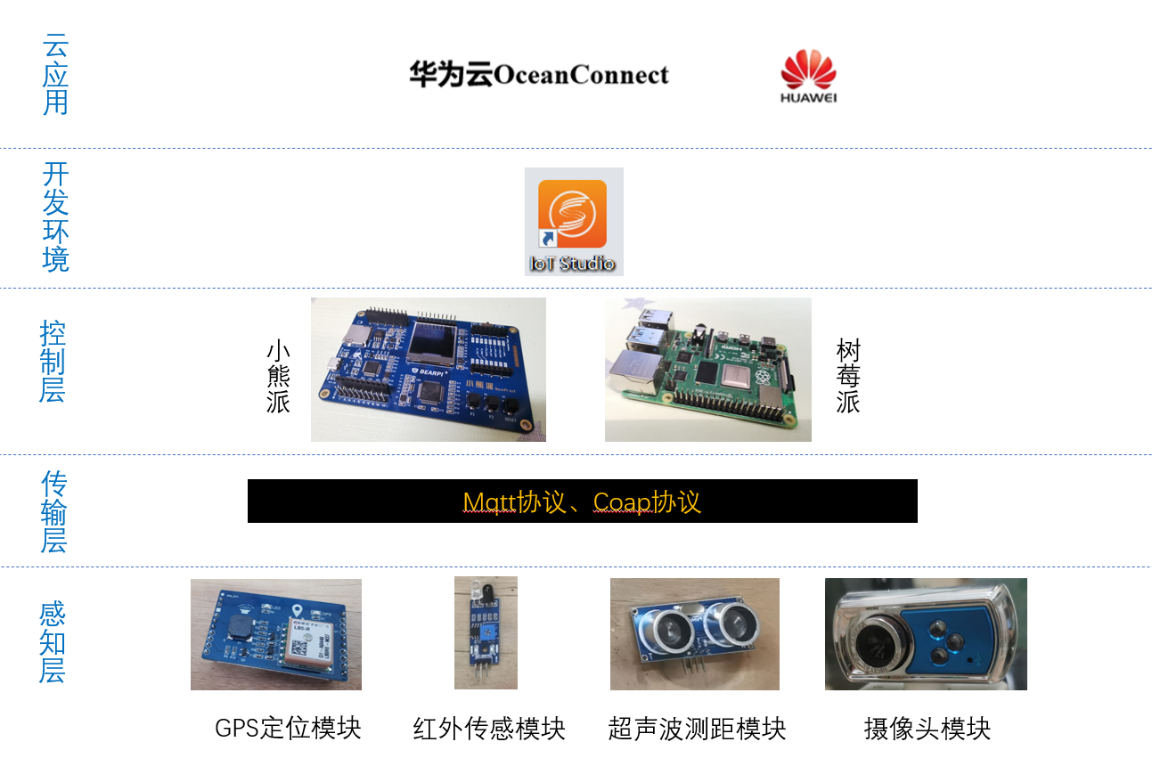 云应用
华为云OceanConnect
HUAWEI
开发环境
IoT Studio
控制层
小熊派
BEARPI
树莓派
传输层
Mqtt协议、Coap协议
感知层
GPS定位模块
红外传感模块
超声波测距模块
摄像头模块